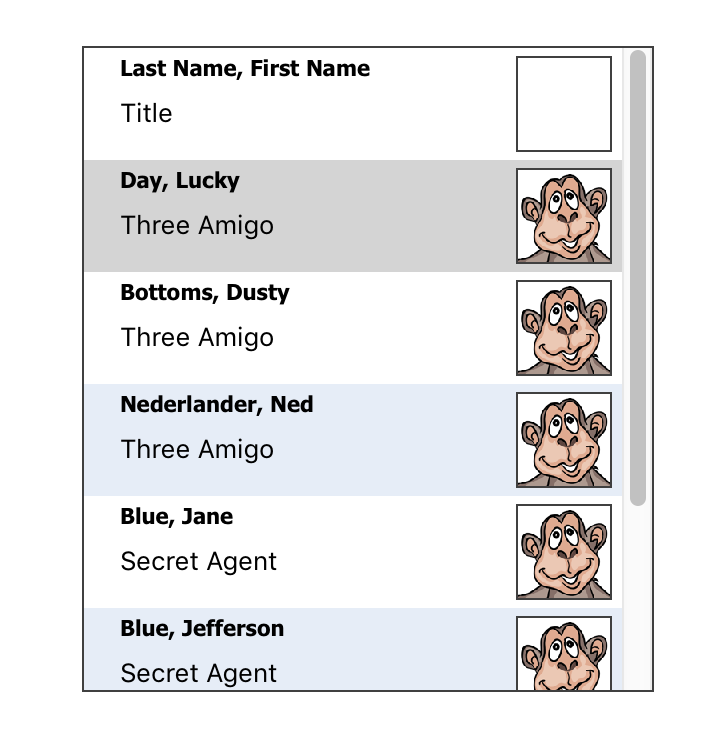 Last Name, First Name
Title
Day, Lucky
Three Amigo
Bottoms, Dusty
Three Amigo
Nederlander, Ned
Three Amigo
Blue, Jane
Secret Agent
Blue, Jefferson
Secret Agent